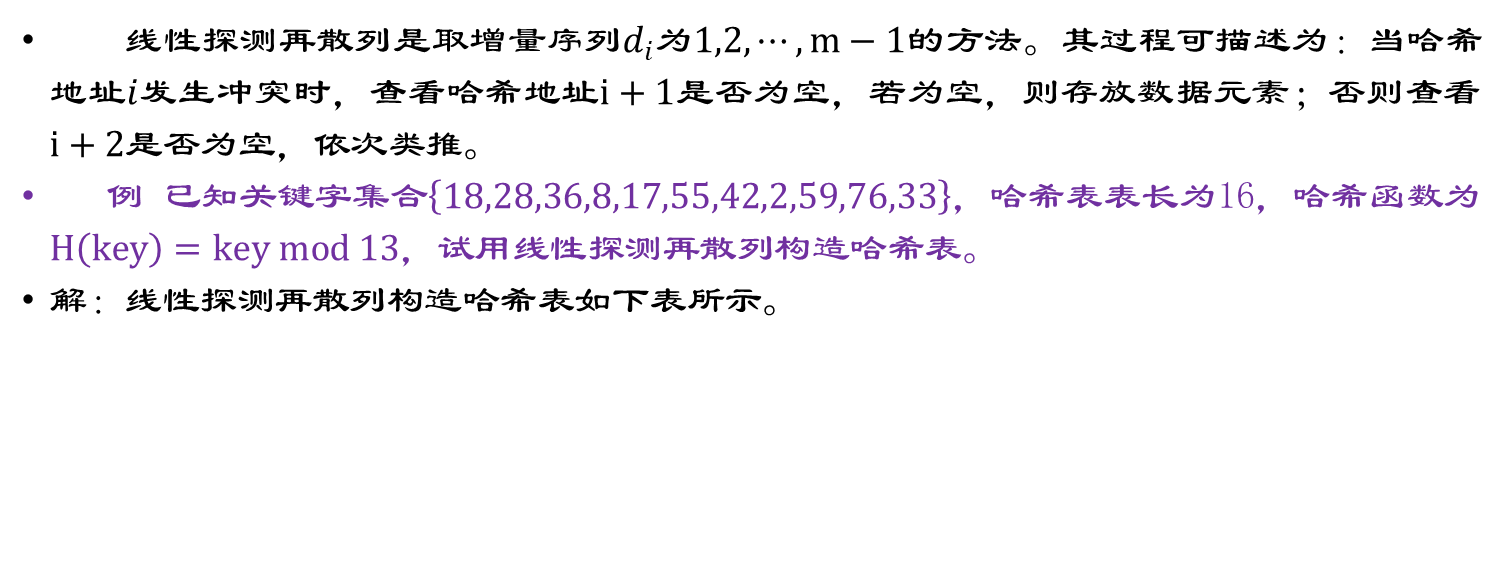 • 线性探测再散列是取增量序列dᵢ为1,2,⋯,m − 1的方法。其过程可描述为：当哈希
地址i发生冲突时，查看哈希地址i + 1是否为空，若为空，则存放数据元素；否则查看
i + 2是否为空，依次类推。
• 例 已知关键字集合{18,28,36,8,17,55,42,2,59,76,33}，哈希表表长为16，哈希函数为
H(key) = key mod 13，试用线性探测再散列构造哈希表。
• 解：线性探测再散列构造哈希表如下表所示。